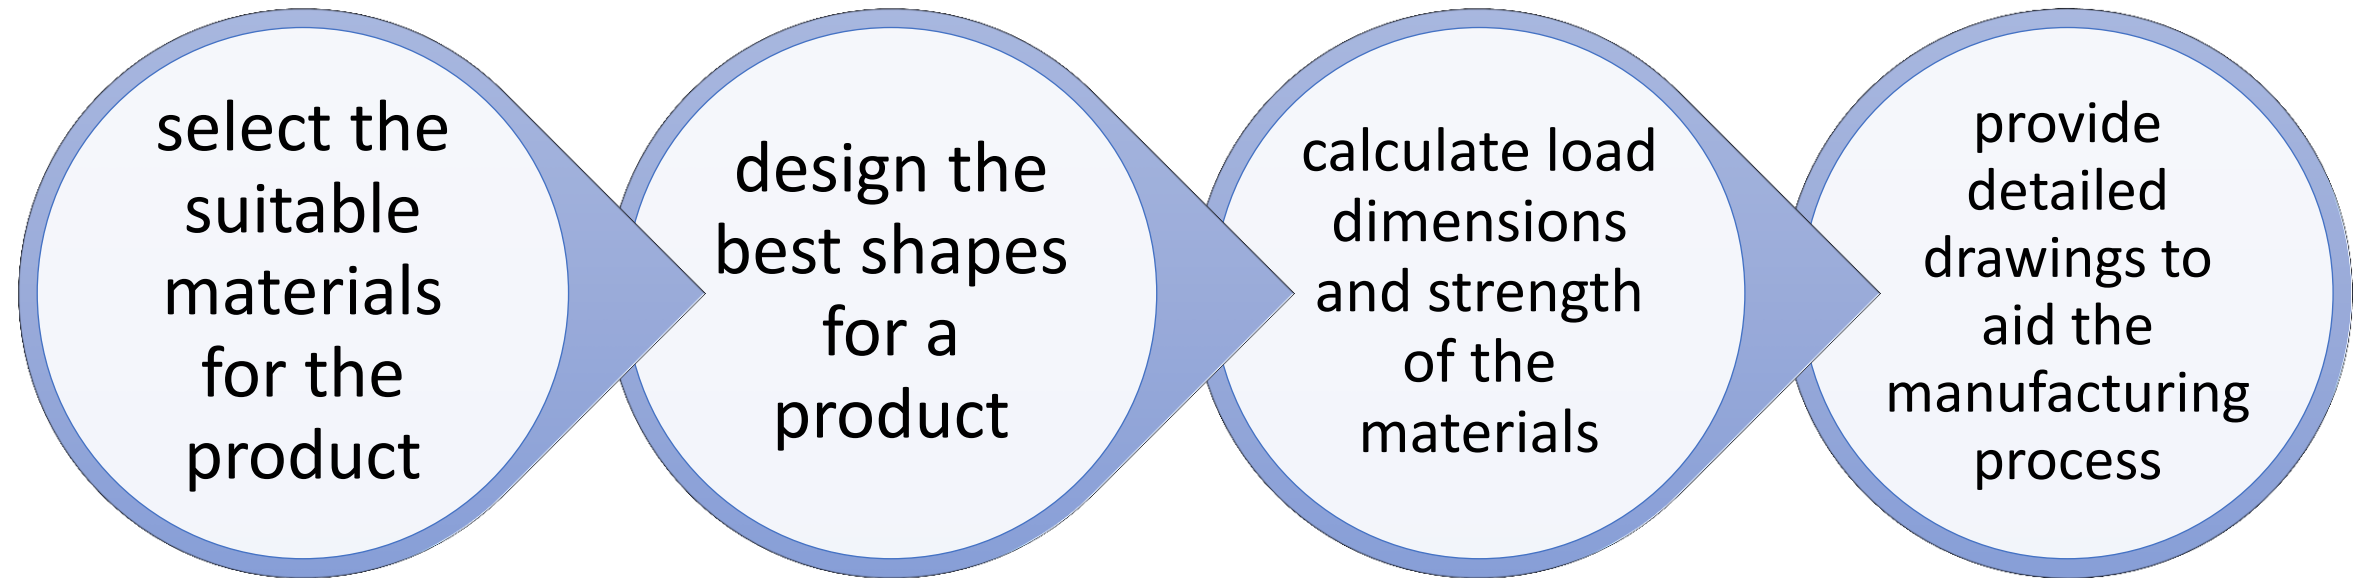 select the
suitable
materials
for the
product
design the
best shapes
for a
product
calculate load
dimensions
and strength
of the
materials
provide
detailed
drawings to
aid the
manufacturing
process